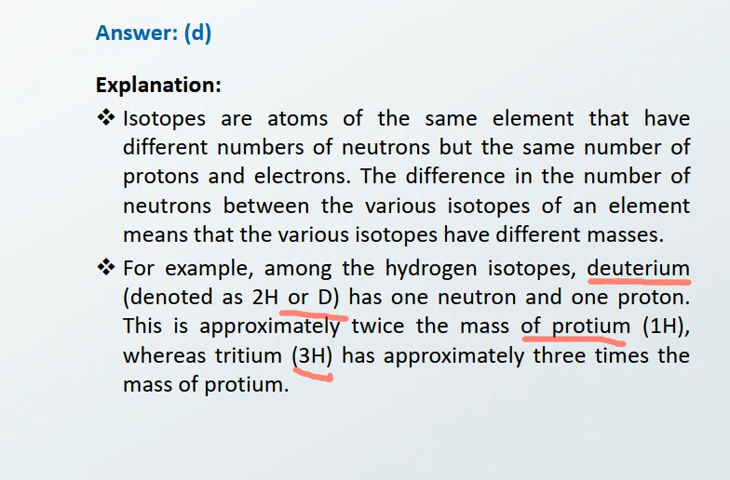 Answer: (d)
Explanation:
❖ Isotopes are atoms of the same element that have
different numbers of neutrons but the same number of
protons and electrons. The difference in the number of
neutrons between the various isotopes of an element
means that the various isotopes have different masses.
❖ For example, among the hydrogen isotopes, deuterium
(denoted as 2H or D) has one neutron and one proton.
This is approximately twice the mass of protium (1H),
whereas tritium (3H) has approximately three times the
mass of protium.